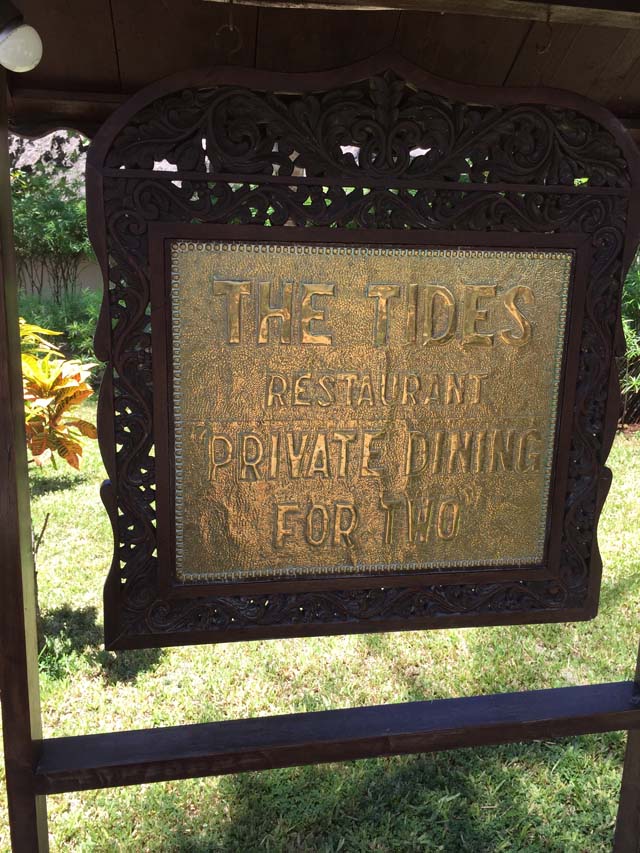 THE TIDES
RESTAURANT
"PRIVATE DINING
FOR TWO"